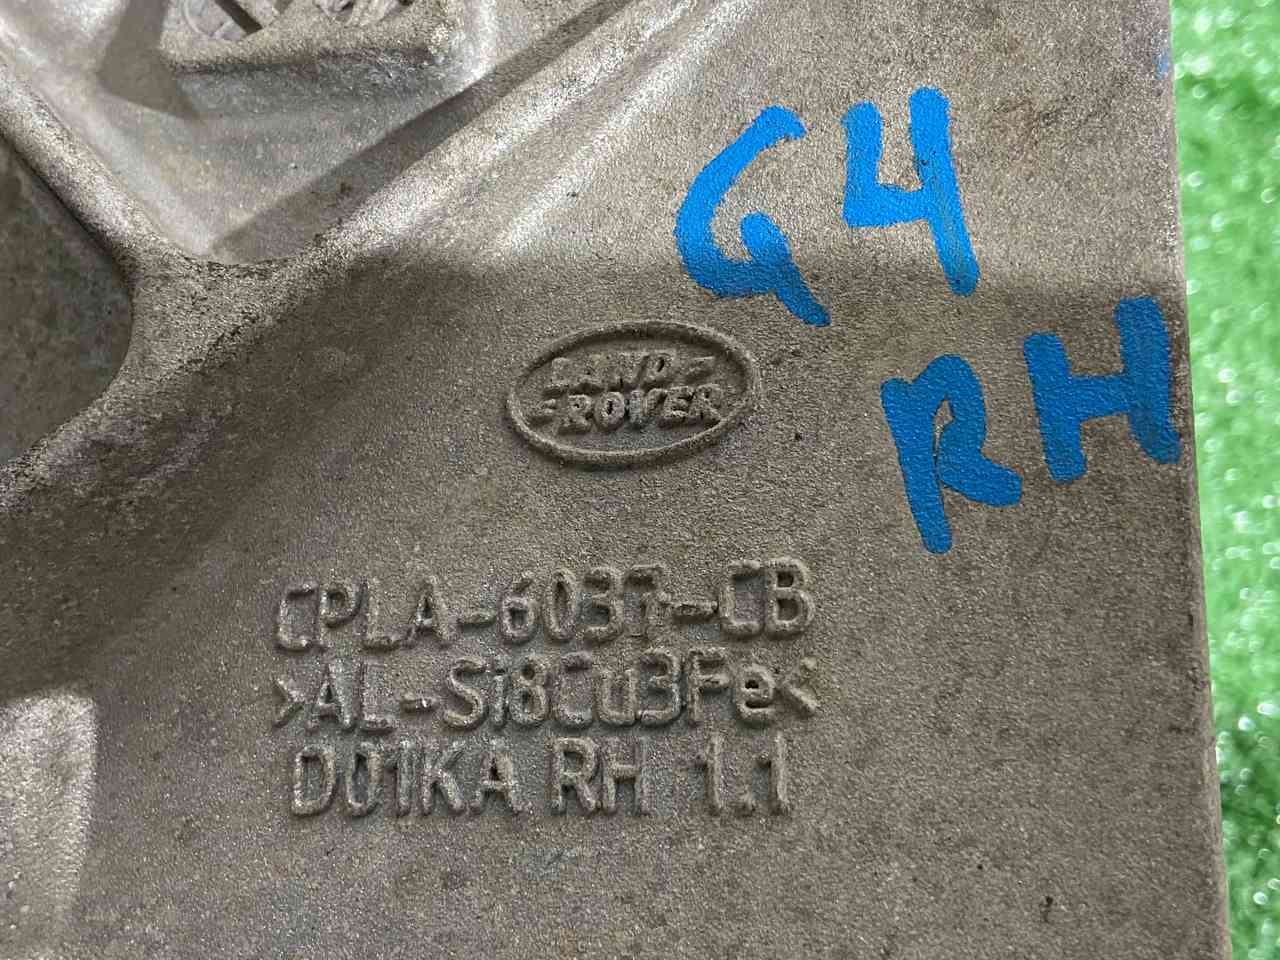 G4
RH
LAND-
-ROVER
CPLA-6037-CB
>AL-Si8Cu3Fe<
D01KA RH 1.1